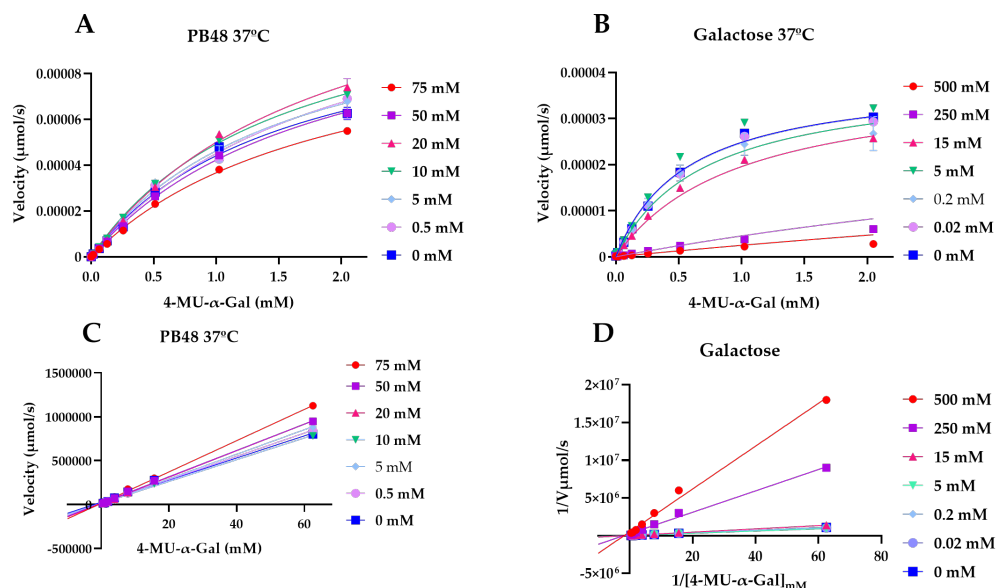 A
PB48 37ºC
Velocity (µmol/s)
0.00008
0.00006
0.00004
0.00002
0
0.0
0.5
1.0
1.5
2.0
4-MU-α-Gal (mM)
75 mM
50 mM
20 mM
10 mM
5 mM
0.5 mM
0 mM
B
Galactose 37ºC
Velocity (µmol/s)
0.00004
0.00003
0.00002
0.00001
0
0.0
0.5
1.0
1.5
2.0
4-MU-α-Gal (mM)
500 mM
250 mM
15 mM
5 mM
0.2 mM
0.02 mM
0 mM
C
PB48 37ºC
Velocity (µmol/s)
1500000
1000000
500000
0
-500000
20
40
60
4-MU-α-Gal (mM)
75 mM
50 mM
20 mM
10 mM
5 mM
0.5 mM
0 mM
D
Galactose
1/Vµmol/s
2×10⁷
2×10⁷
1×10⁷
5×10⁶
0
-5×10⁶
20
40
60
80
1/[4-MU-α-Gal]mM
500 mM
250 mM
15 mM
5 mM
0.2 mM
0.02 mM
0 mM